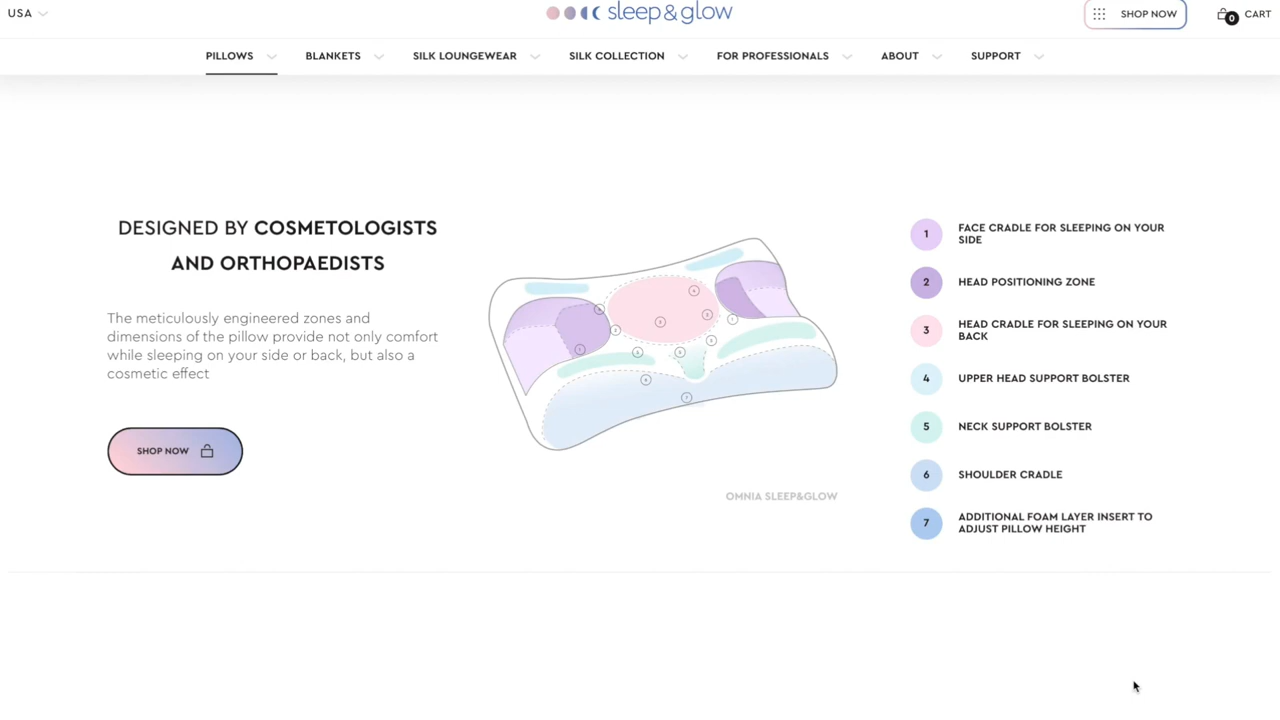 USA
sleep & glow
SHOP NOW
0
CART
PILLOWS
BLANKETS
SILK LOUNGEWEAR
SILK COLLECTION
FOR PROFESSIONALS
ABOUT
SUPPORT
DESIGNED BY COSMETOLOGISTS
AND ORTHOPAEDISTS
The meticulously engineered zones and
dimensions of the pillow provide not only comfort
while sleeping on your side or back, but also a
cosmetic effect
SHOP NOW
OMNIA SLEEP&GLOW
1
FACE CRADLE FOR SLEEPING ON YOUR
SIDE
2
HEAD POSITIONING ZONE
3
HEAD CRADLE FOR SLEEPING ON YOUR
BACK
4
UPPER HEAD SUPPORT BOLSTER
5
NECK SUPPORT BOLSTER
6
SHOULDER CRADLE
7
ADDITIONAL FOAM LAYER INSERT TO
ADJUST PILLOW HEIGHT